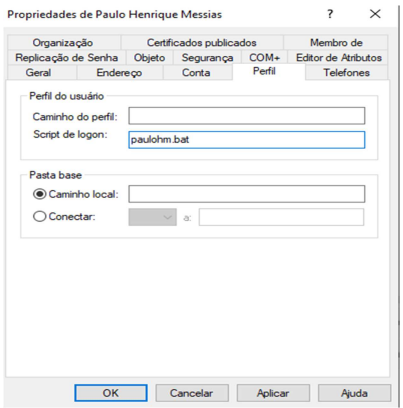 Propriedades de Paulo Henrique Messias ? ×
Organização Certificados publicados Membro de
Replicação de Senha Objeto Segurança COM+ Editor de Atributos
Geral Endereço Conta Perfil Telefones
Perfil do usuário
Caminho do perfil:
Script de logon: paulohm.bat
Pasta base
Caminho local:
Conectar: a:
OK Cancelar Aplicar Ajuda